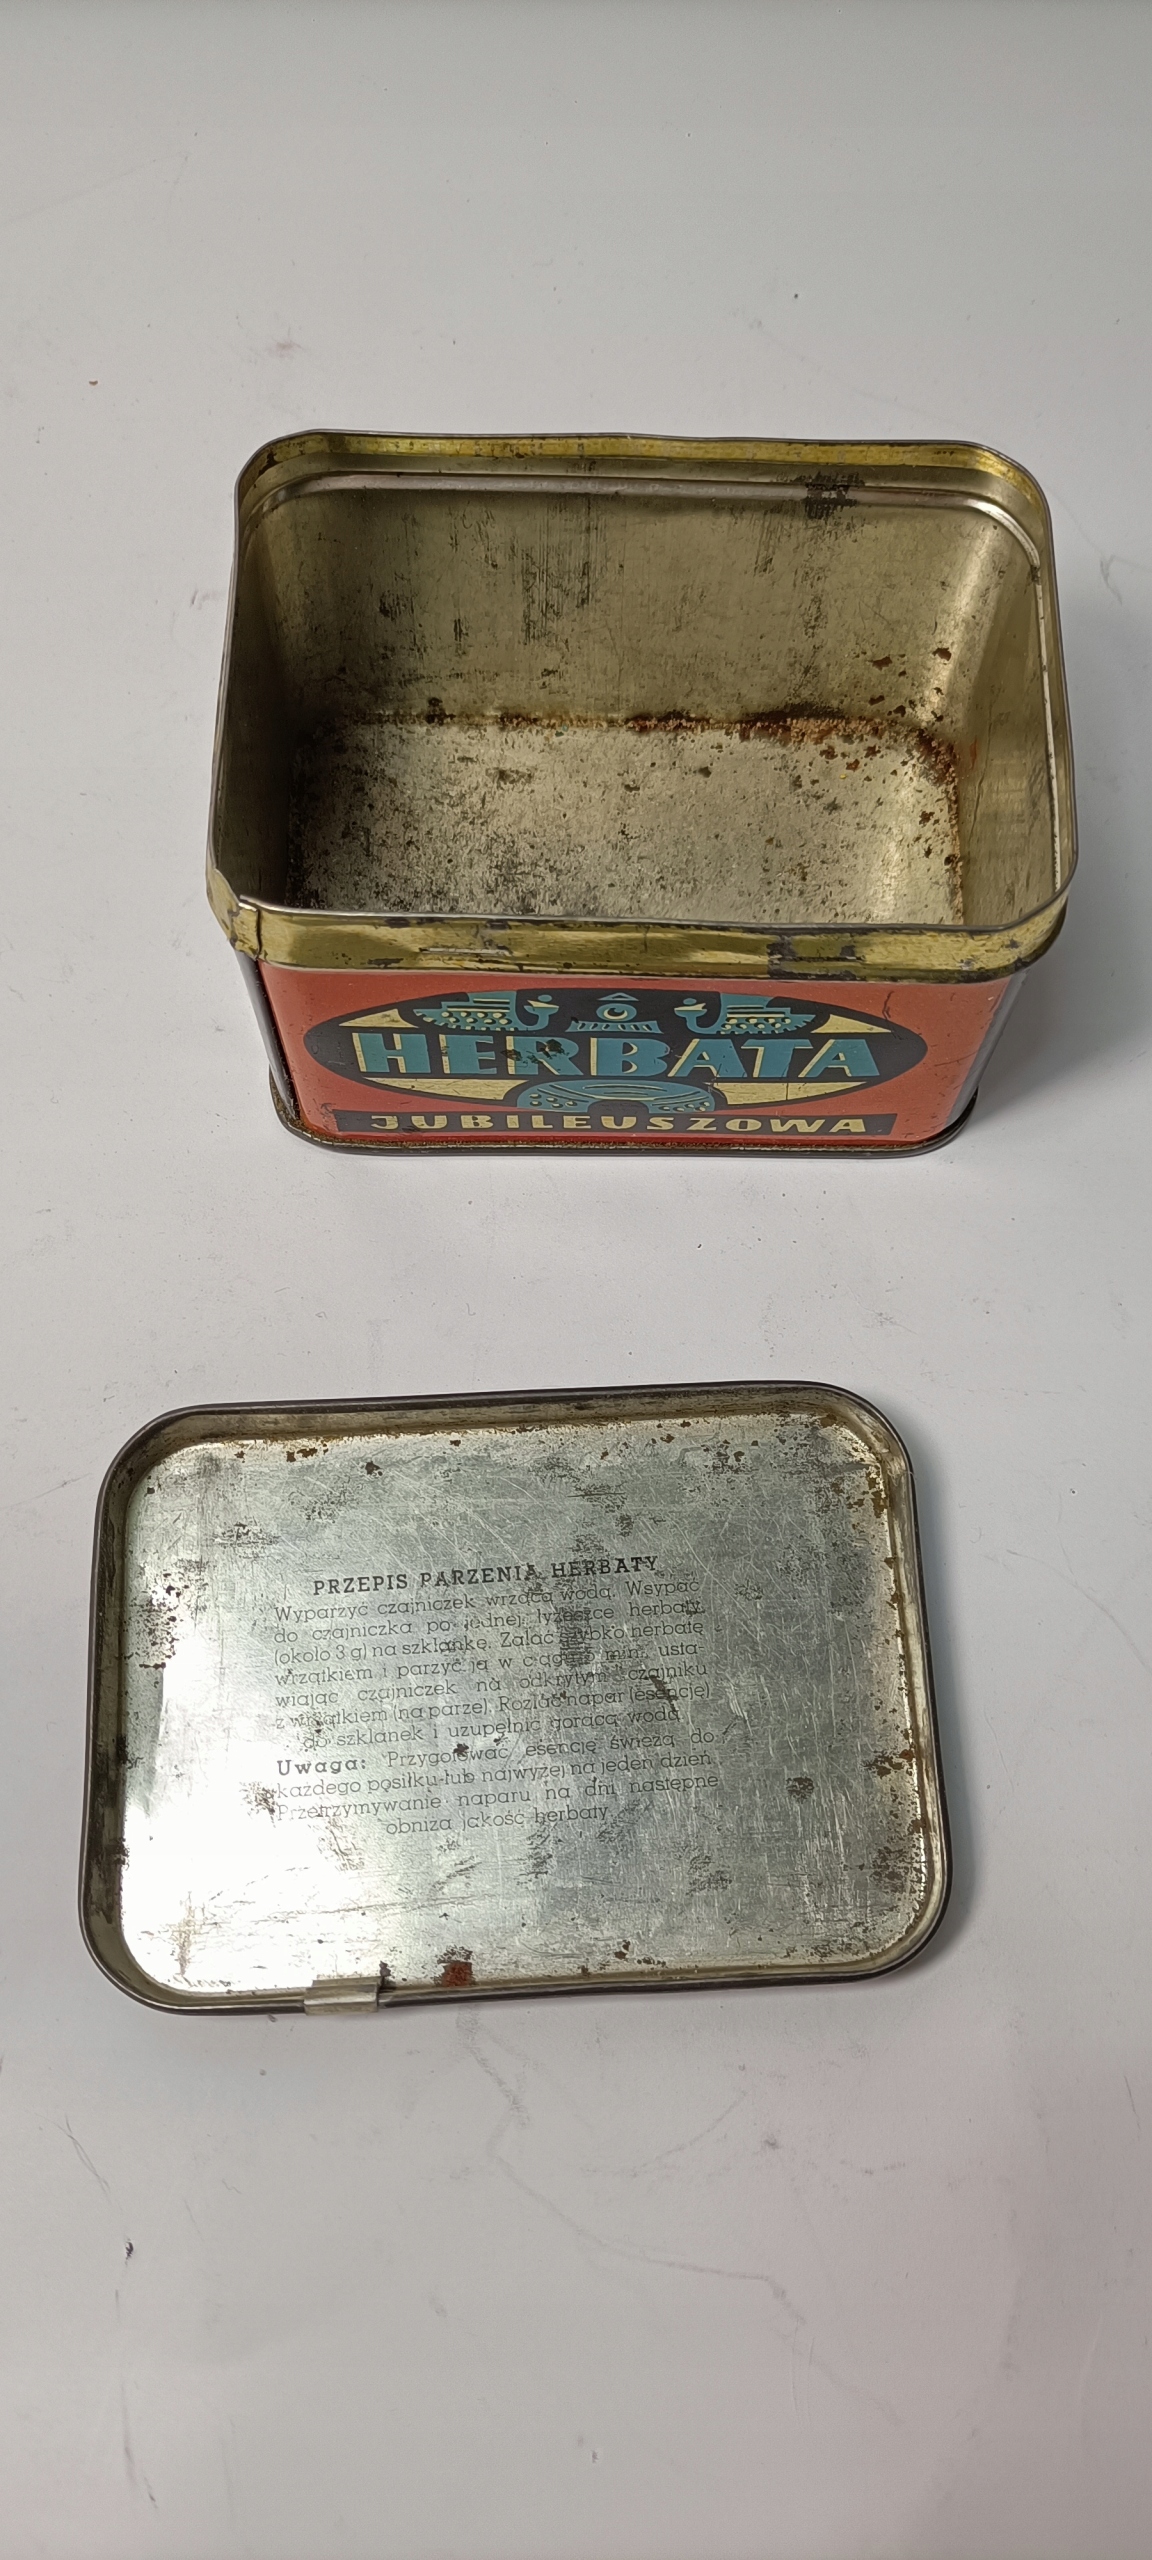 HERBATA
JUBILEUSZOWA
PRZEPIS PARZENIA HERBATY
Wyparzyć czajniczek wrzącą wodą. Wsypać
do czajniczka po jednej łyżeczce herbaty
(około 3 g) na szklankę. Zalać szybko herbatę
wrzątkiem i parzyć ją w ciągu 5 min. usta-
wiając czajniczek na odkrytym czajniku
z wrzątkiem (na parze). Rozlać napar (esencję)
do szklanek i uzupełnić gorącą wodą.
Uwaga: Przygotować esencję świeżą do
każdego posiłku lub najwyżej na jeden dzień.
Przetrzymywanie naparu na dni następne
obniża jakość herbaty